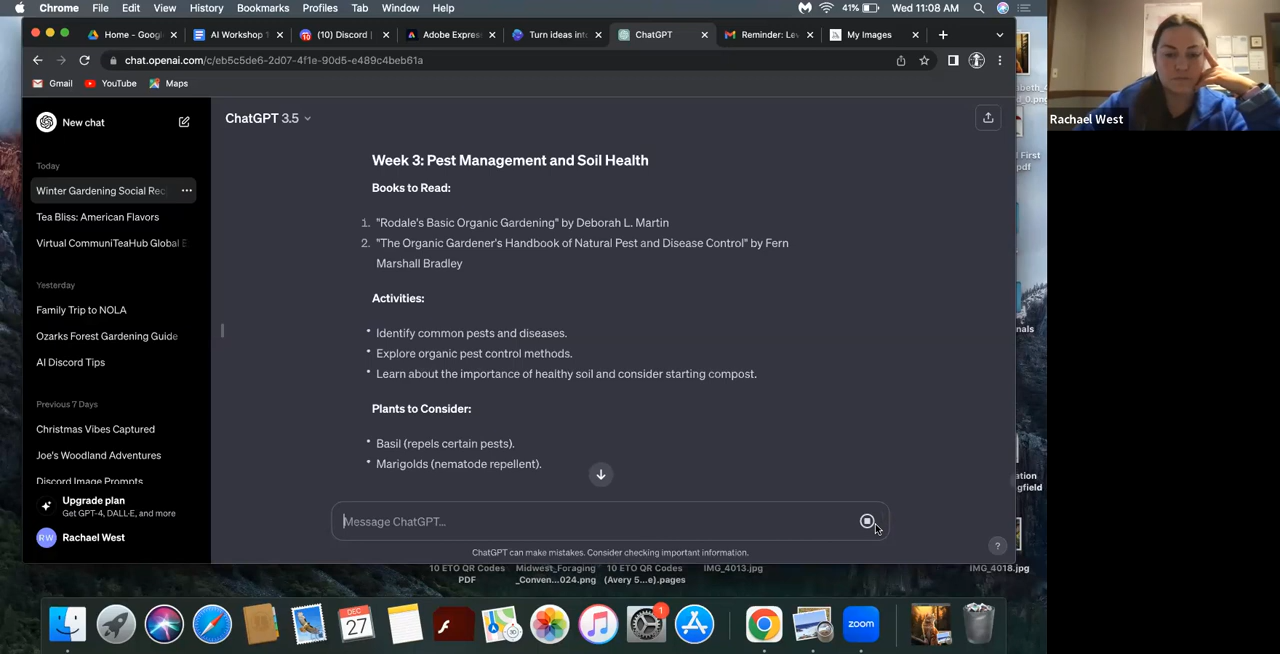 Chrome File Edit View History Bookmarks Profiles Tab Window Help 41% Wed 11:08 AM
Home - Googl AI Workshop 1 (10) Discord | Adobe Expres Turn ideas int ChatGPT Reminder: Lev My Images
chat.openai.com/c/eb5c5de6-2d07-4f1e-90d5-e489c4beb61a
Gmail YouTube Maps
New chat
Today
Winter Gardening Social Rec
Tea Bliss: American Flavors
Virtual CommuniTeaHub Global E
Yesterday
Family Trip to NOLA
Ozarks Forest Gardening Guide
AI Discord Tips
Previous 7 Days
Christmas Vibes Captured
Joe's Woodland Adventures
Discord Image Prompts
Upgrade plan
Get GPT-4, DALL·E, and more
RW Rachael West
ChatGPT 3.5
Week 3: Pest Management and Soil Health
Books to Read:
1. "Rodale's Basic Organic Gardening" by Deborah L. Martin
2. "The Organic Gardener's Handbook of Natural Pest and Disease Control" by Fern
Marshall Bradley
Activities:
• Identify common pests and diseases.
• Explore organic pest control methods.
• Learn about the importance of healthy soil and consider starting compost.
Plants to Consider:
• Basil (repels certain pests).
• Marigolds (nematode repellent).
Message ChatGPT...
ChatGPT can make mistakes. Consider checking important information.
?
Rachael West
10 ETO QR Codes
PDF
Midwest_Foraging
_Conven...024.png
10 ETO QR Codes
(Avery 5...e).pages
IMG_4013.jpg
IMG_4018.jpg
DEC
27
1
zoom